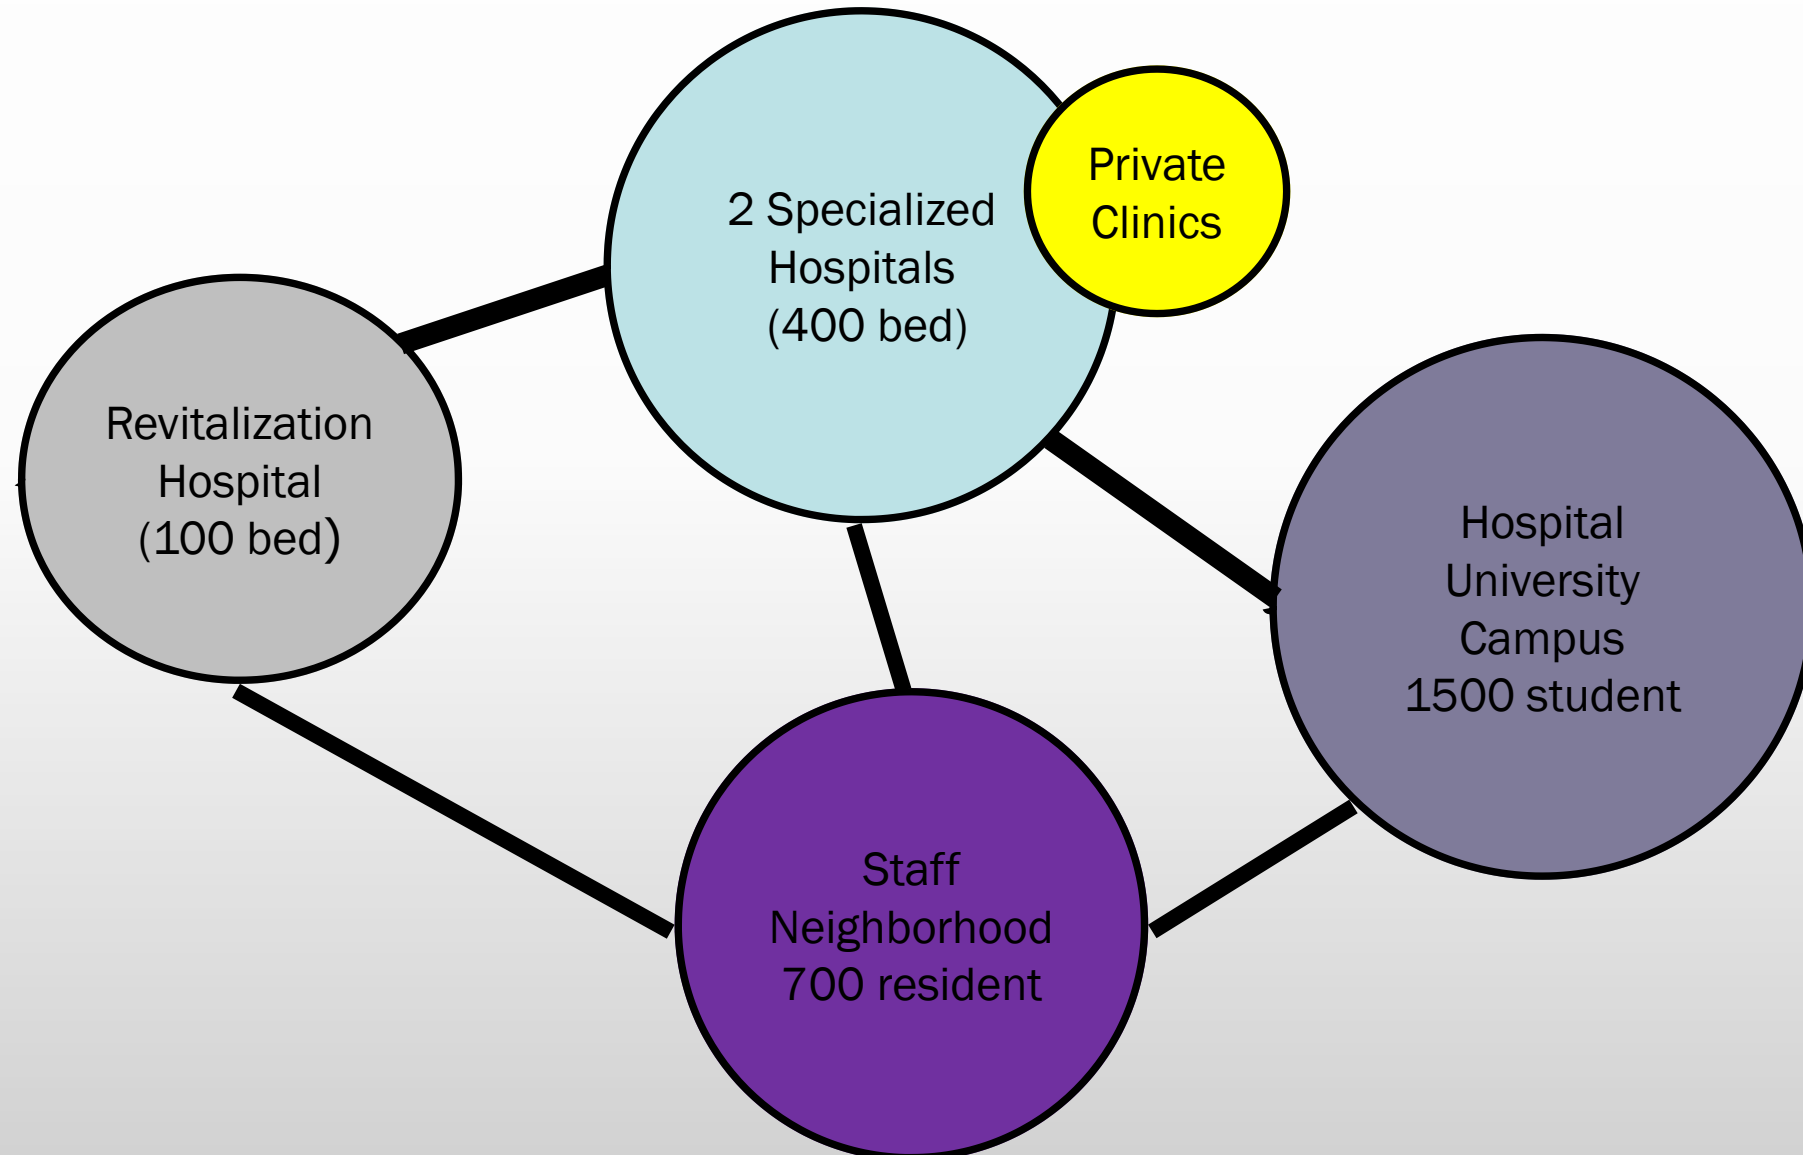 2 Specialized
Hospitals
(400 bed)
Private
Clinics
Revitalization
Hospital
(100 bed)
Hospital
University
Campus
1500 student
Staff
Neighborhood
700 resident